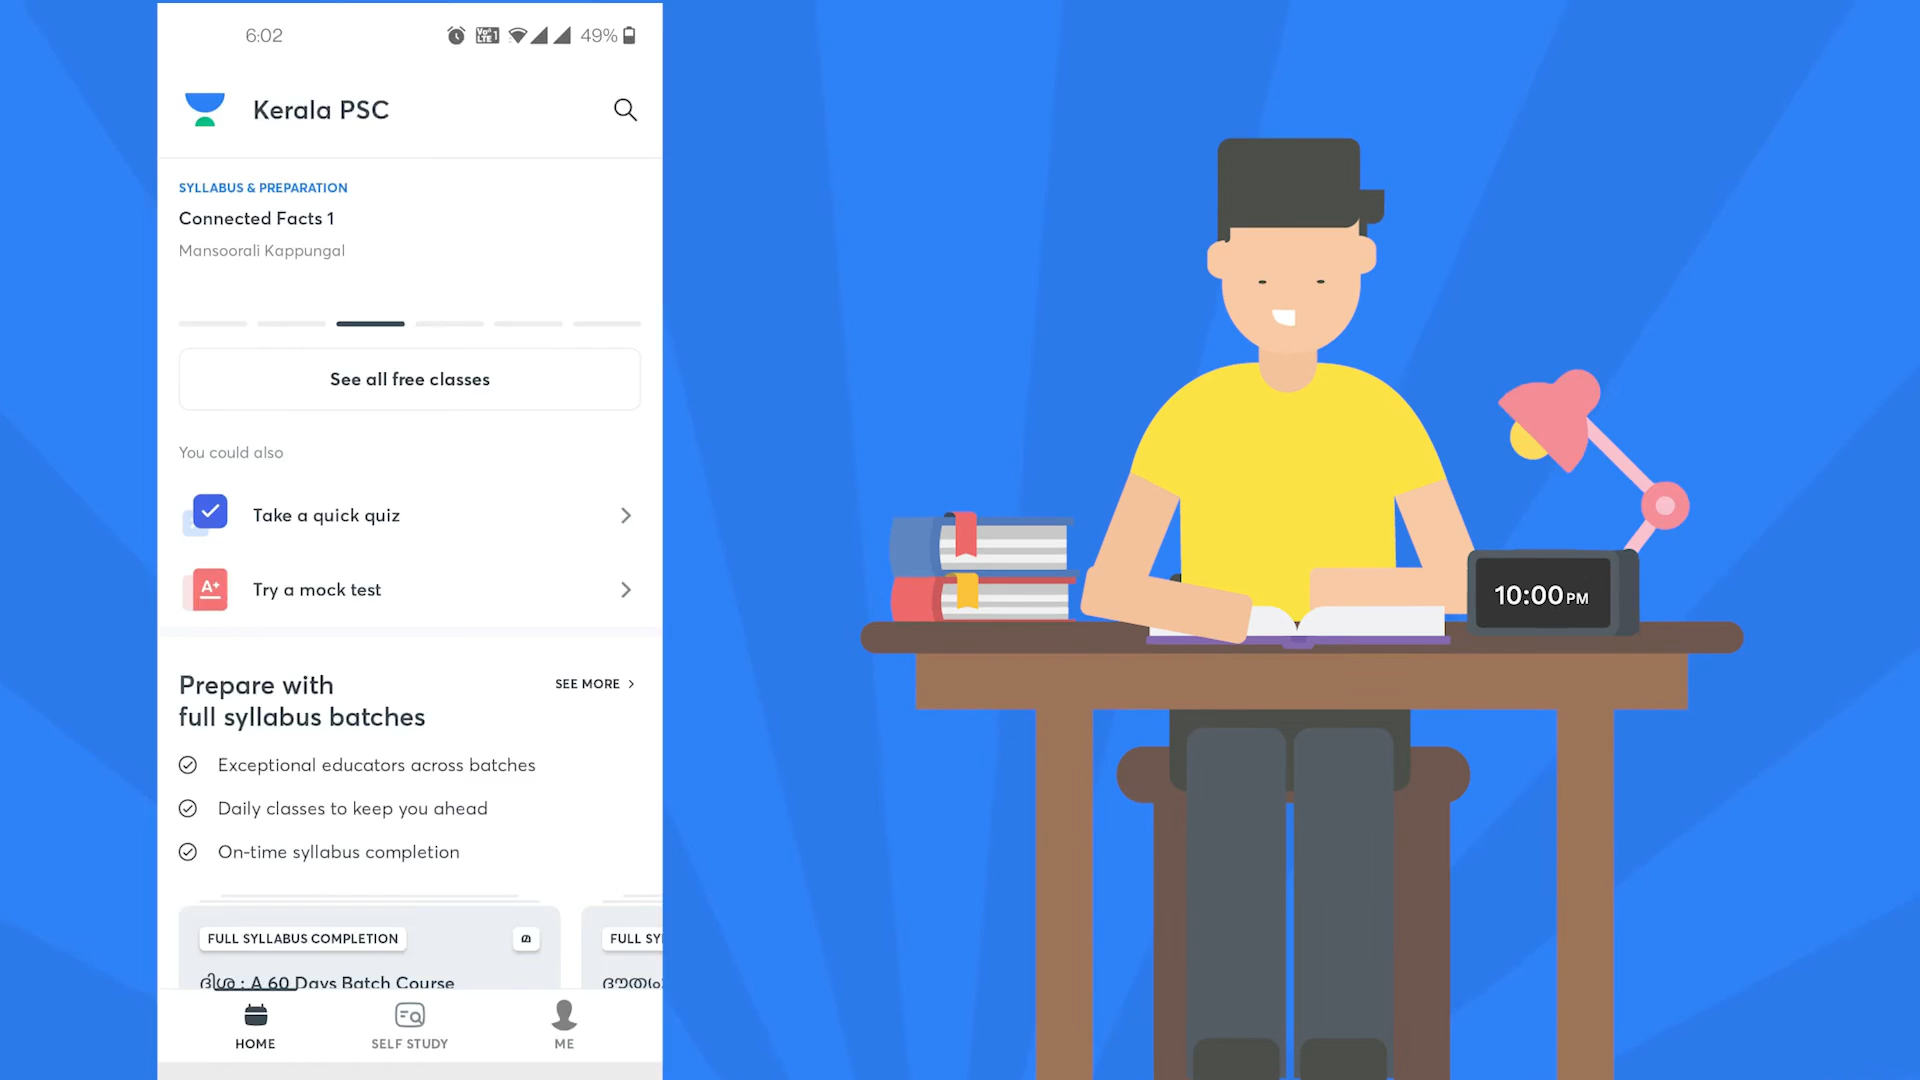 6:02
49%
Kerala PSC
SYLLABUS & PREPARATION
Connected Facts 1
Mansoorali Kappungal
See all free classes
You could also
Take a quick quiz
A+
Try a mock test
Prepare with
full syllabus batches
SEE MORE
Exceptional educators across batches
Daily classes to keep you ahead
On-time syllabus completion
FULL SYLLABUS COMPLETION
മ
FULL SY
ദിശ : A 60 Days Batch Course
HOME
SELF STUDY
ME
10:00 PM